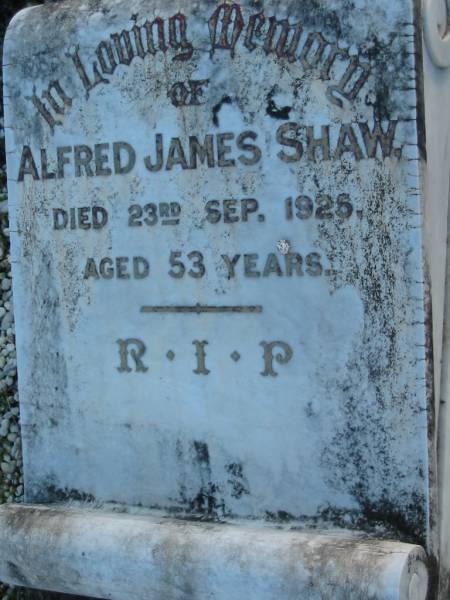 In Loving Memory
OF
ALFRED JAMES SHAW.
DIED 23RD SEP. 1925,
AGED 53 YEARS.
R·I·P